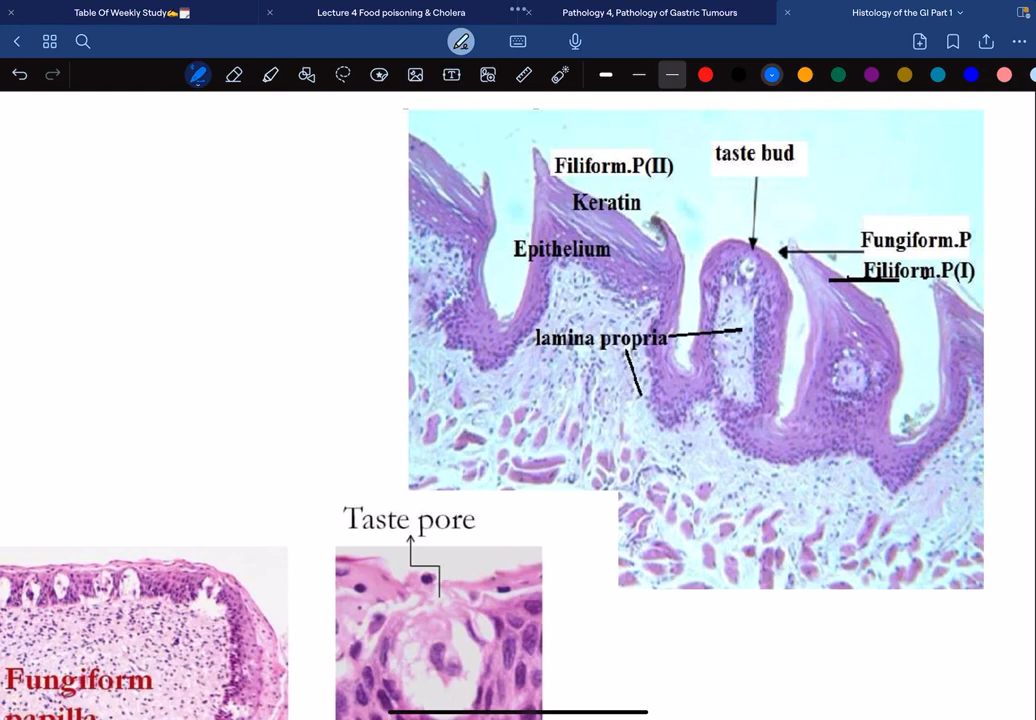 Table Of Weekly Study✍️🗓️
Lecture 4 Food poisoning & Cholera
Pathology 4, Pathology of Gastric Tumours
Histology of the GI Part 1
Filiform.P(II)
taste bud
Keratin
Epithelium
Fungiform.P
Filiform.P(I)
lamina propria
Taste pore
Fungiform
papilla